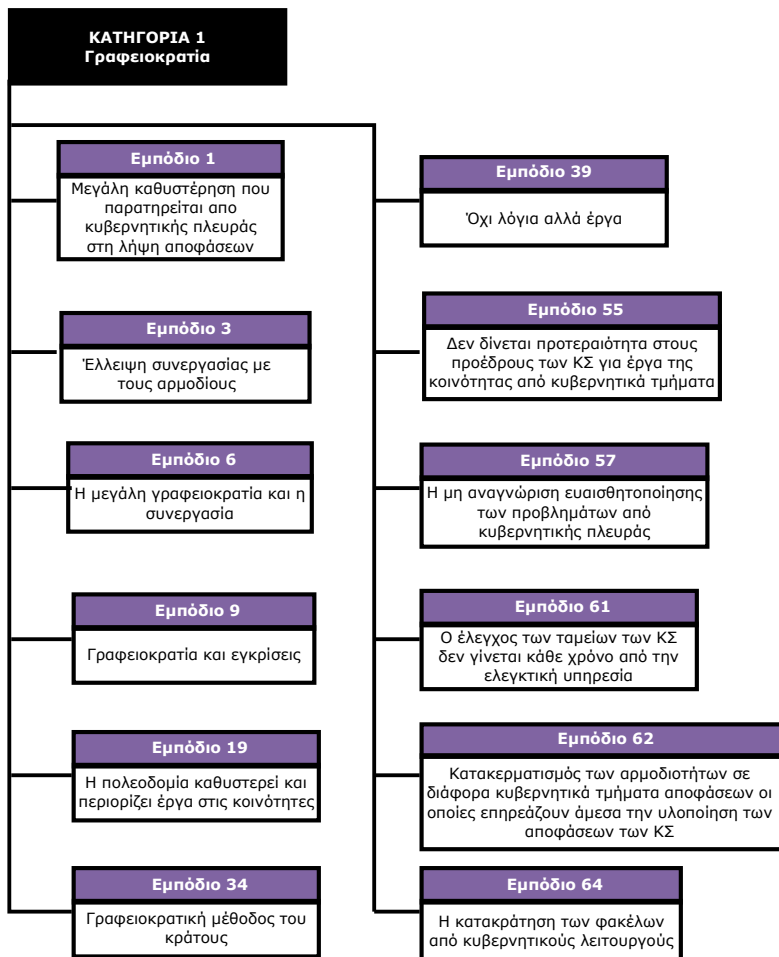 ΚΑΤΗΓΟΡΙΑ 1
Γραφειοκρατία
Εμπόδιο 1
Μεγάλη καθυστέρηση που
παρατηρείται απο
κυβερνητικής πλευράς
στη λήψη αποφάσεων
Εμπόδιο 3
Έλλειψη συνεργασίας με
τους αρμοδίους
Εμπόδιο 6
Η μεγάλη γραφειοκρατία και η
συνεργασία
Εμπόδιο 9
Γραφειοκρατία και εγκρίσεις
Εμπόδιο 19
Η πολεοδομία καθυστερεί και
περιορίζει έργα στις κοινότητες
Εμπόδιο 34
Γραφειοκρατική μέθοδος του
κράτους
Εμπόδιο 39
Όχι λόγια αλλά έργα
Εμπόδιο 55
Δεν δίνεται προτεραιότητα στους
προέδρους των ΚΣ για έργα της
κοινότητας από κυβερνητικά τμήματα
Εμπόδιο 57
Η μη αναγνώριση ευαισθητοποίησης
των προβλημάτων από
κυβερνητικής πλευράς
Εμπόδιο 61
Ο έλεγχος των ταμείων των ΚΣ
δεν γίνεται κάθε χρόνο από την
ελεγκτική υπηρεσία
Εμπόδιο 62
Κατακερματισμός των αρμοδιοτήτων σε
διάφορα κυβερνητικά τμήματα αποφάσεων οι
οποίες επηρεάζουν άμεσα την υλοποίηση των
αποφάσεων των ΚΣ
Εμπόδιο 64
Η κατακράτηση των φακέλων
από κυβερνητικούς λειτουργούς